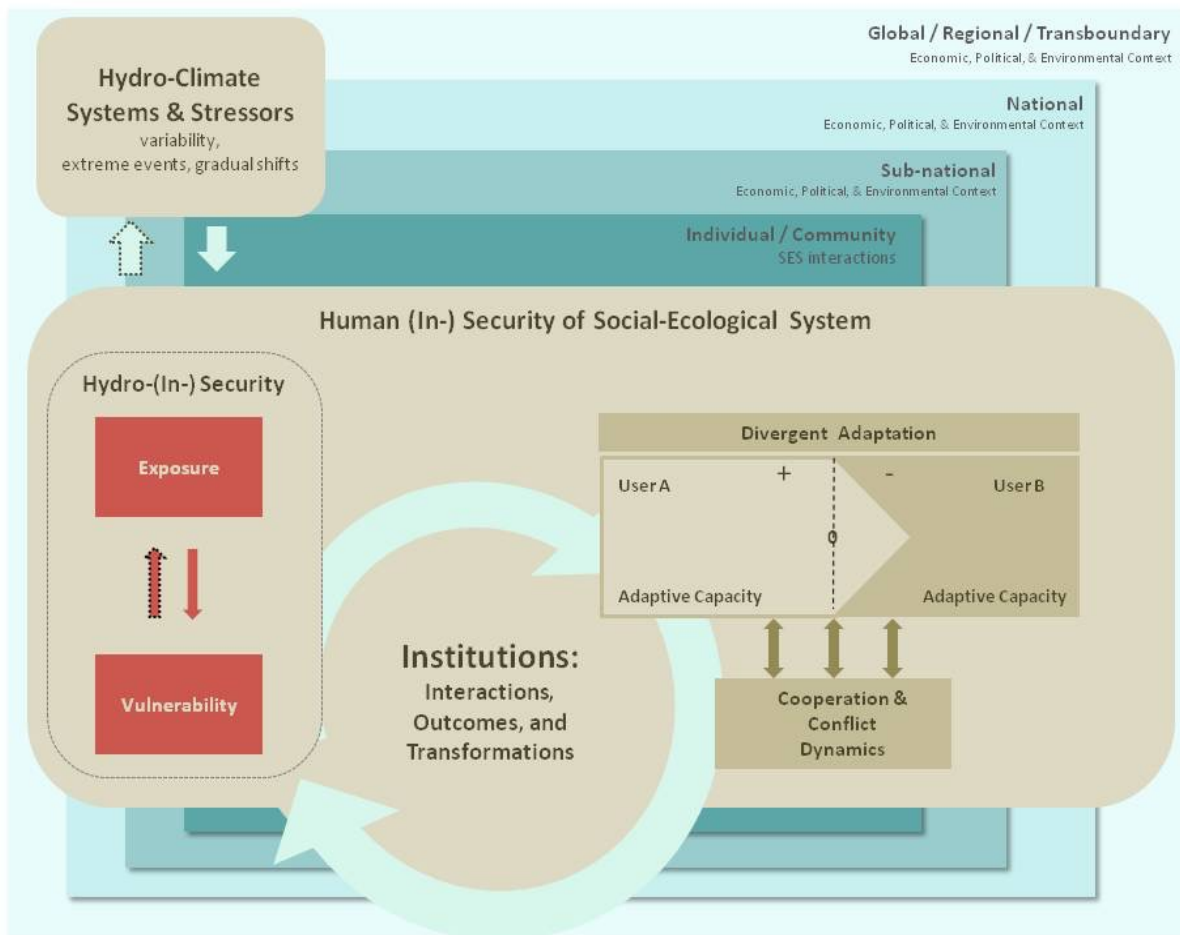 Global / Regional / Transboundary
Economic, Political, & Environmental Context
Hydro-Climate
Systems & Stressors
variability,
extreme events, gradual shifts
National
Economic, Political, & Environmental Context
Sub-national
Economic, Political, & Environmental Context
Individual / Community
SES interactions
Human (In-) Security of Social-Ecological System
Hydro-(In-) Security
Exposure
Vulnerability
Institutions:
Interactions,
Outcomes, and
Transformations
Divergent Adaptation
+ -
User A User B
0
Adaptive Capacity Adaptive Capacity
Cooperation &
Conflict
Dynamics